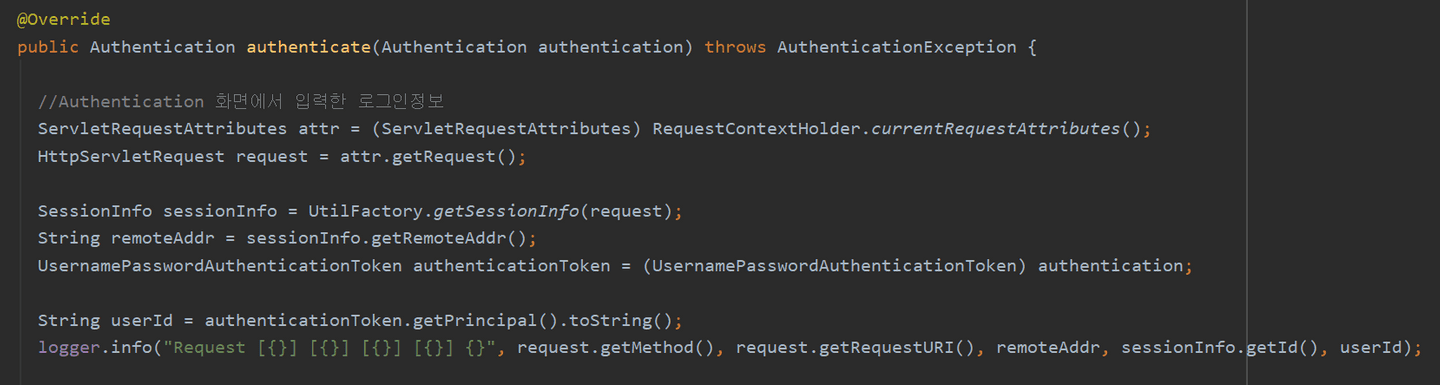 @Override
public Authentication authenticate(Authentication authentication) throws AuthenticationException {
//Authentication 화면에서 입력한 로그인정보
ServletRequestAttributes attr = (ServletRequestAttributes) RequestContextHolder.currentRequestAttributes();
HttpServletRequest request = attr.getRequest();
SessionInfo sessionInfo = UtilFactory.getSessionInfo(request);
String remoteAddr = sessionInfo.getRemoteAddr();
UsernamePasswordAuthenticationToken authenticationToken = (UsernamePasswordAuthenticationToken) authentication;
String userId = authenticationToken.getPrincipal().toString();
logger.info("Request [{}] [{}] [{}] [{}] {}", request.getMethod(), request.getRequestURI(), remoteAddr, sessionInfo.getId(), userId);